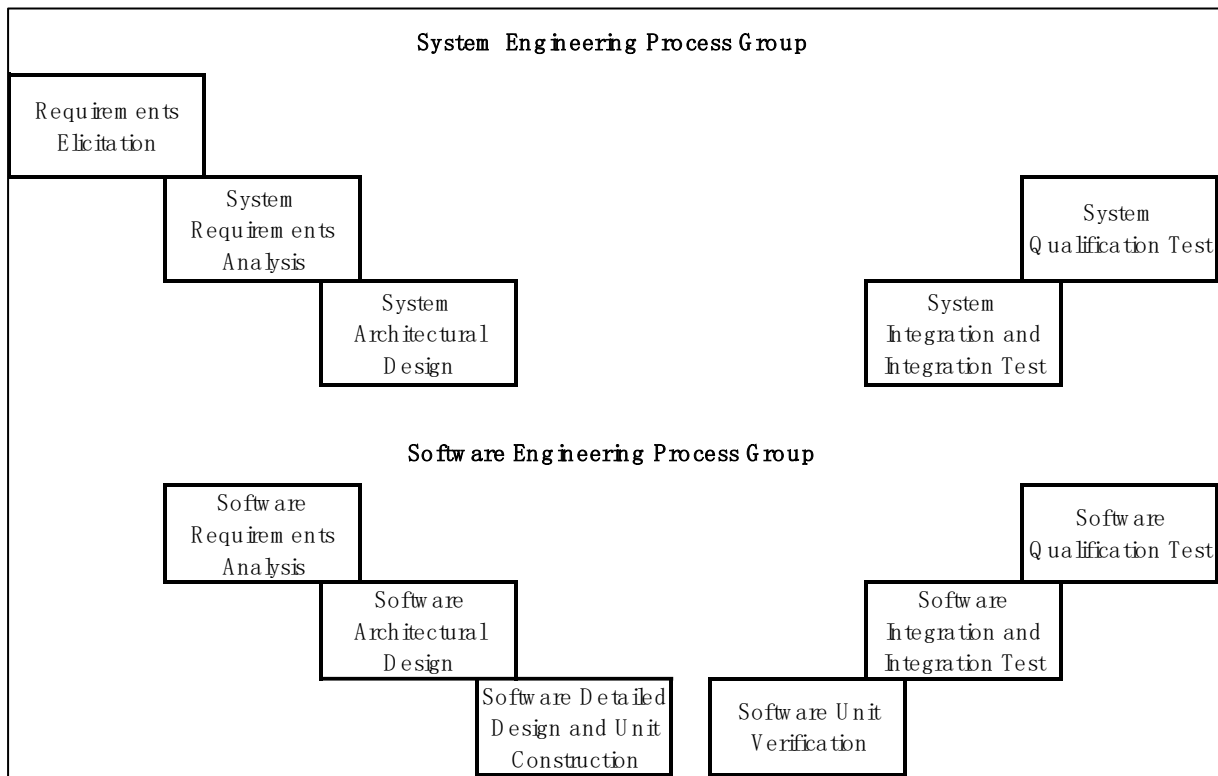 System Engineering Process Group
Requirements
Elicitation
System
Requirements
Analysis
System
Qualification Test
System
Architectural
Design
System
Integration and
Integration Test
Software Engineering Process Group
Software
Requirements
Analysis
Software
Qualification Test
Software
Architectural
Design
Software
Integration and
Integration Test
Software Detailed
Design and Unit
Construction
Software Unit
Verification